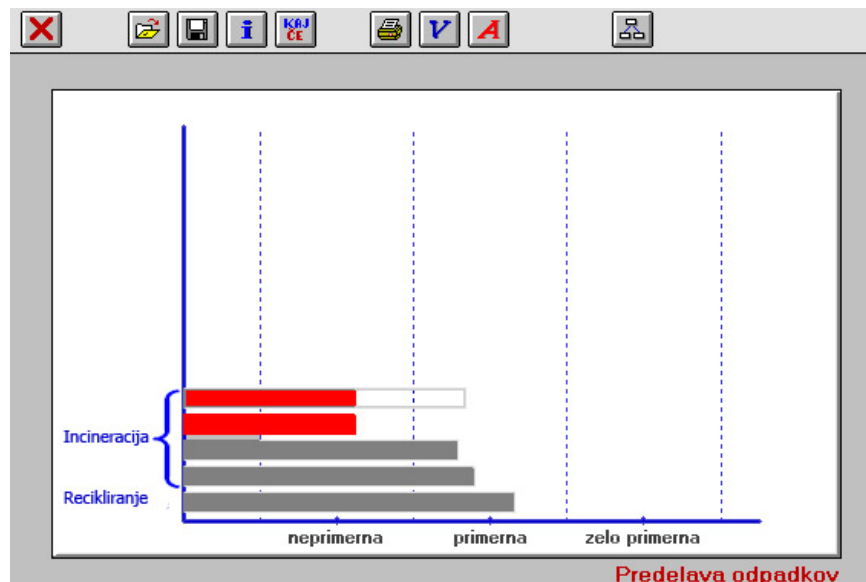 KAJ
ČE
i
V
A
Incineracija
Recikliranje
neprimerna primerna zelo primerna
Predelava odpadkov